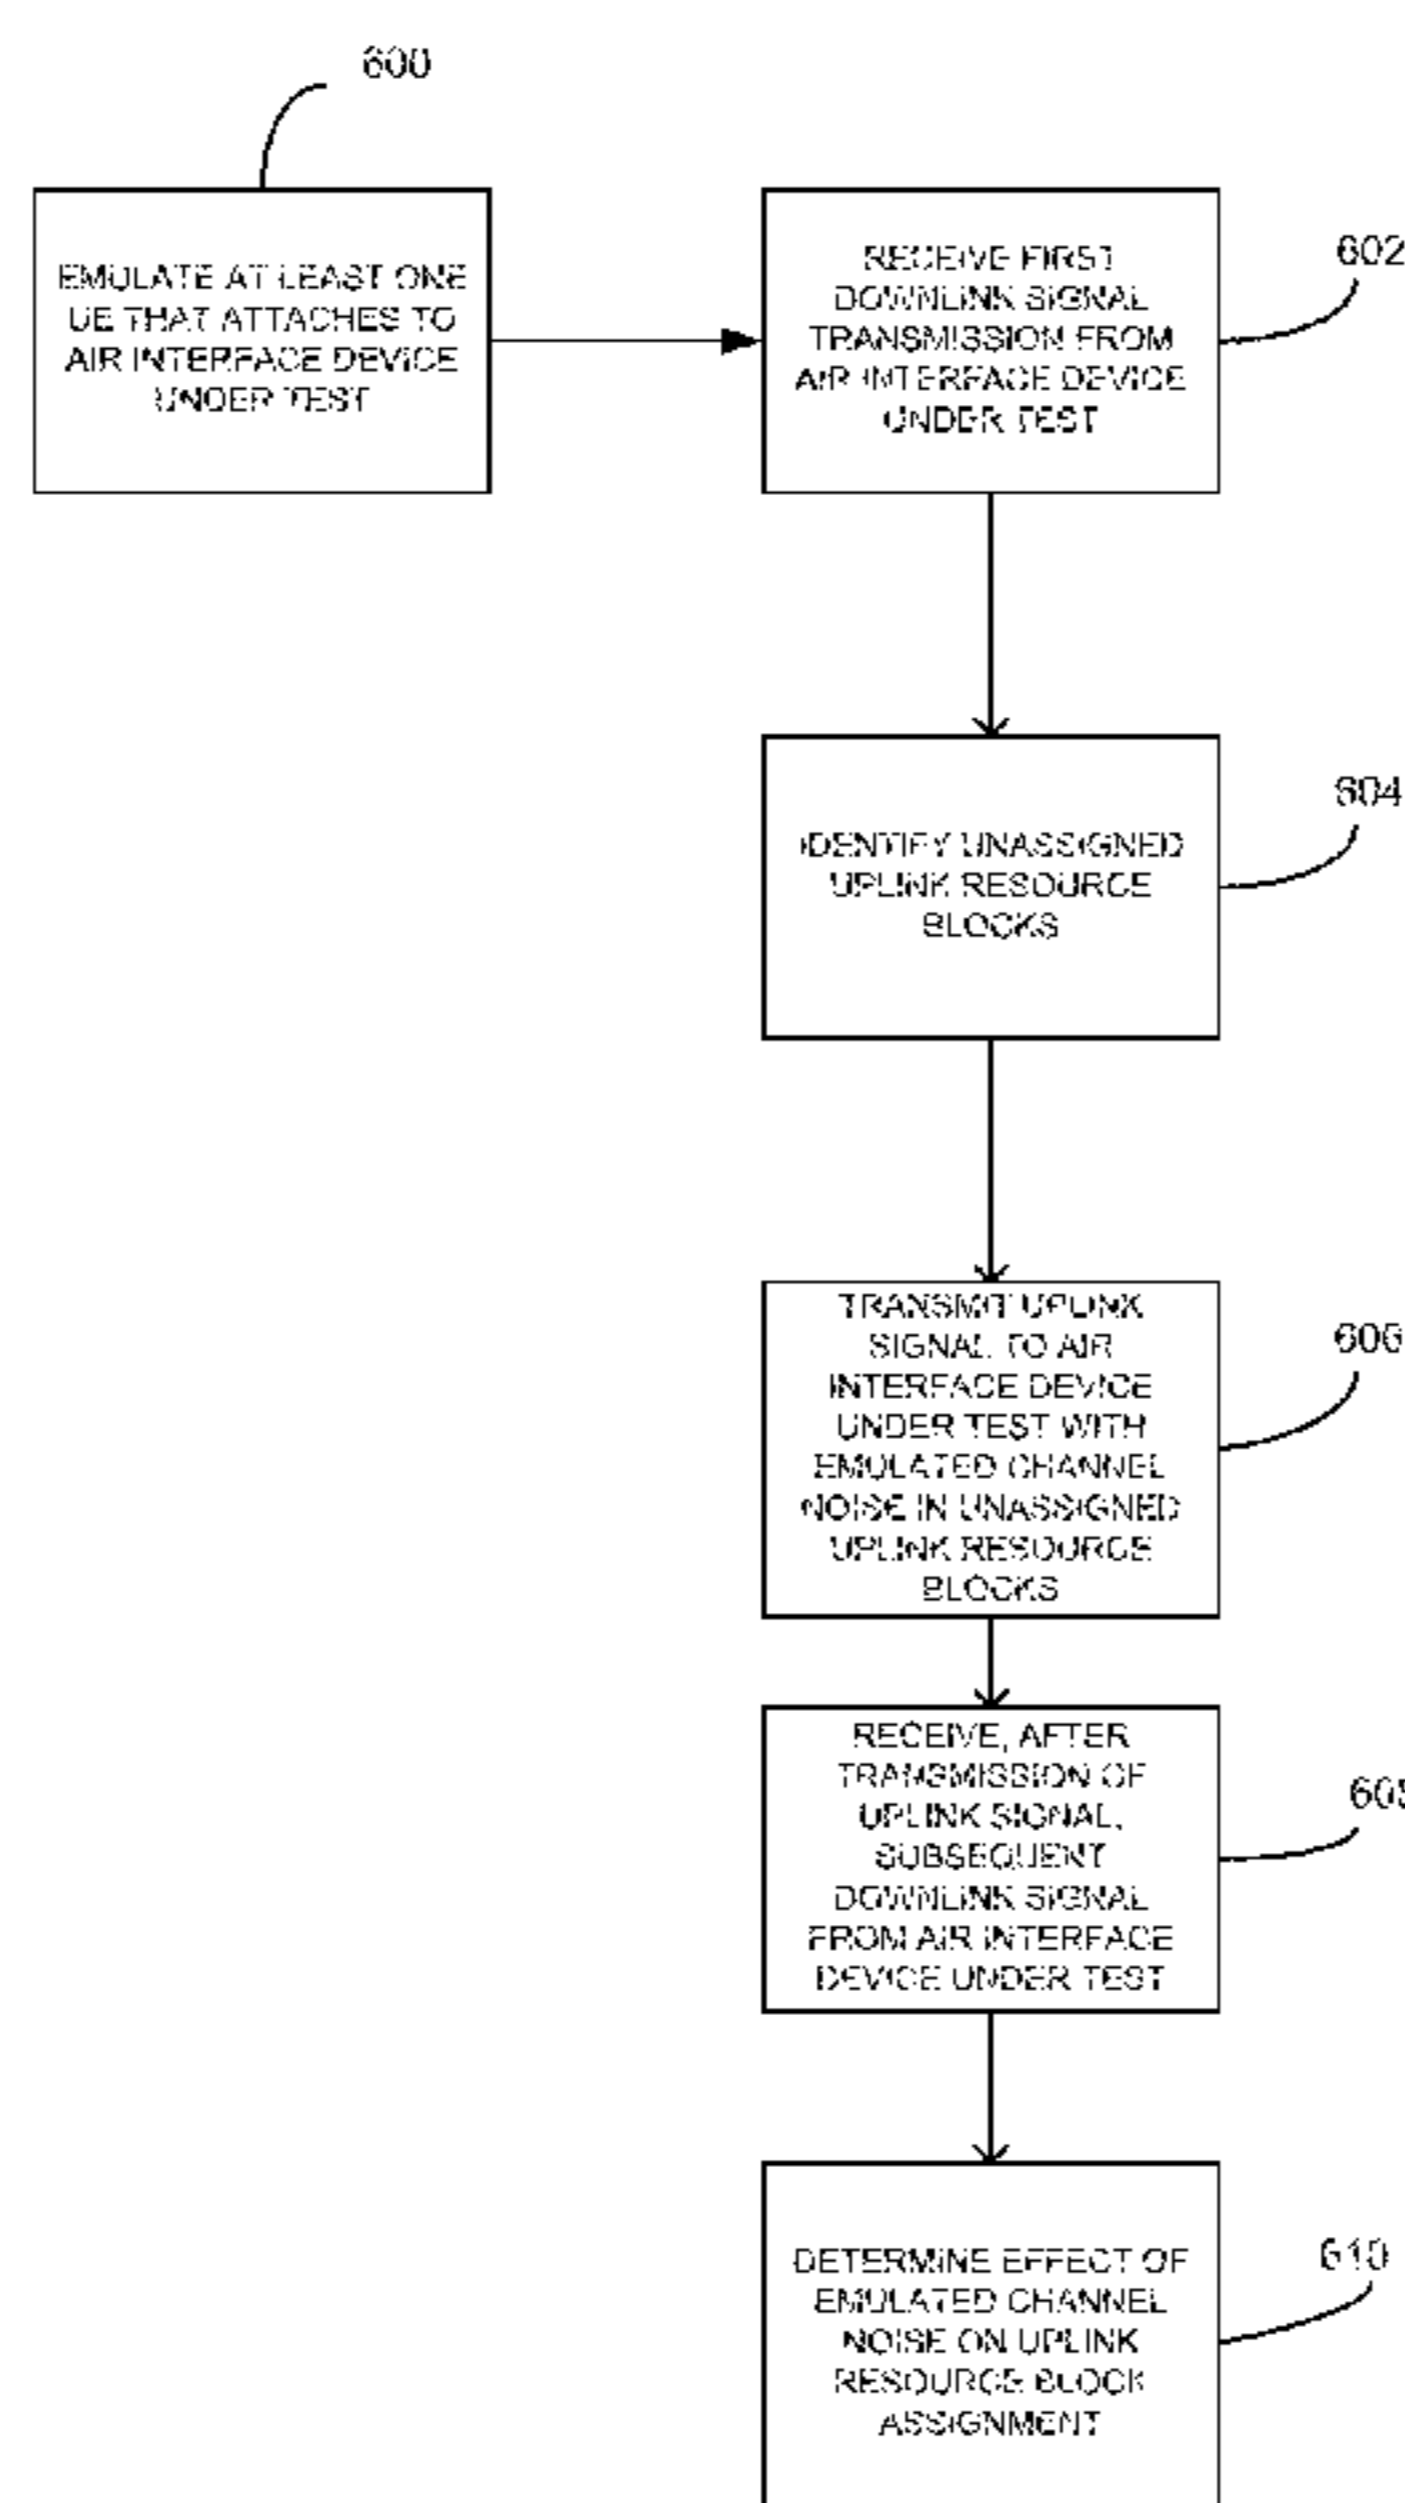 600
EMULATE AT LEAST ONE
UE THAT ATTACHES TO
AIR INTERFACE DEVICE
UNDER TEST
RECEIVE FIRST
DOWNLINK SIGNAL
TRANSMISSION FROM
AIR INTERFACE DEVICE
UNDER TEST
602
IDENTIFY UNASSIGNED
UPLINK RESOURCE
BLOCKS
604
TRANSMIT UPLINK
SIGNAL TO AIR
INTERFACE DEVICE
UNDER TEST WITH
EMULATED CHANNEL
NOISE IN UNASSIGNED
UPLINK RESOURCE
BLOCKS
606
RECEIVE, AFTER
TRANSMISSION OF
UPLINK SIGNAL,
SUBSEQUENT
DOWNLINK SIGNAL
FROM AIR INTERFACE
DEVICE UNDER TEST
608
DETERMINE EFFECT OF
EMULATED CHANNEL
NOISE ON UPLINK
RESOURCE BLOCK
ASSIGNMENT
610